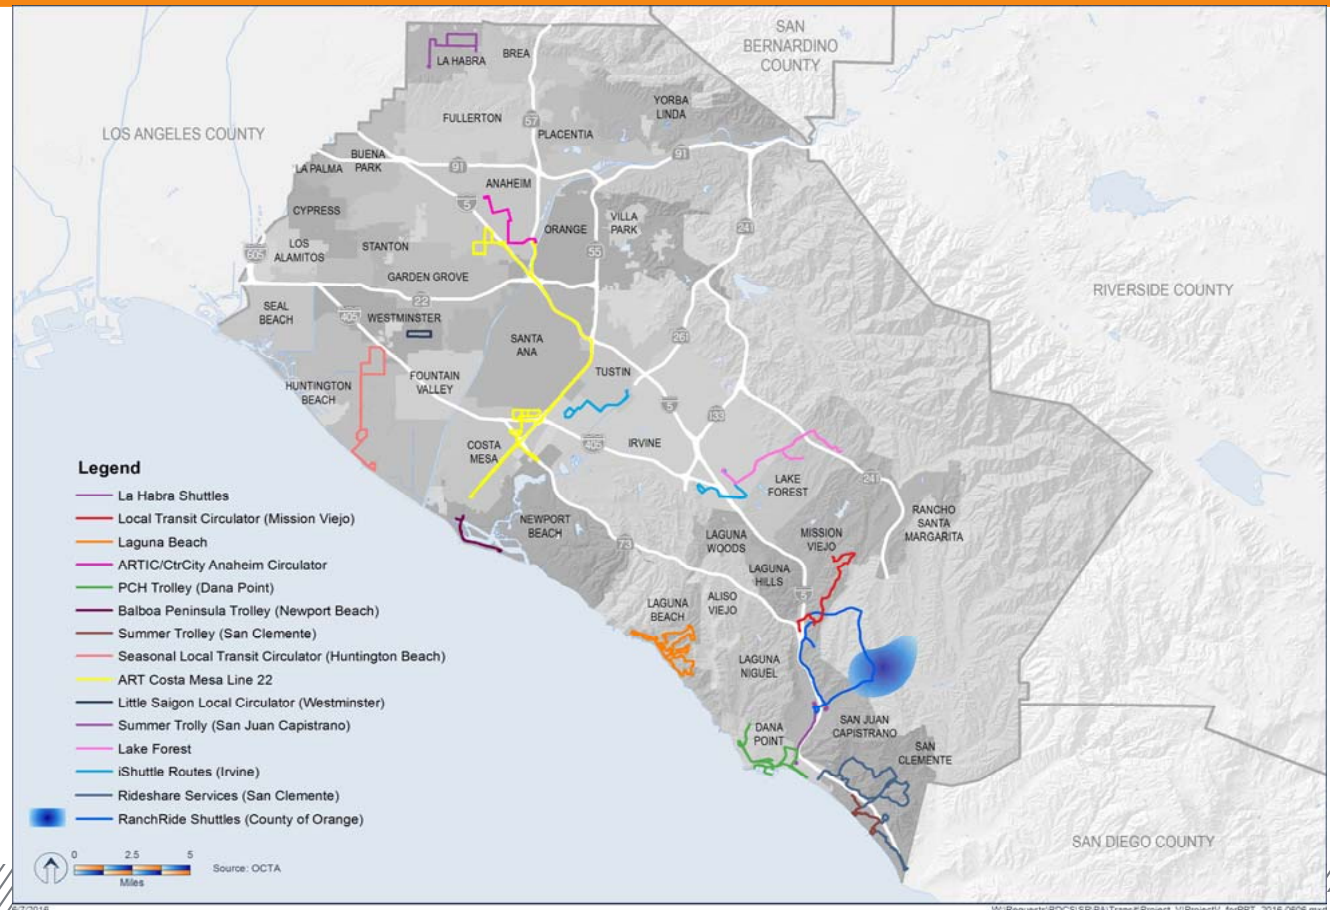 SAN
BERNARDINO
COUNTY
LA HABRA
BREA
YORBA
LINDA
FULLERTON
57
PLACENTIA
LOS ANGELES COUNTY
BUENA
PARK
91
91
LA PALMA
ANAHEIM
5
CYPRESS
ORANGE
VILLA
PARK
241
LOS
ALAMITOS
STANTON
55
605
GARDEN GROVE
RIVERSIDE COUNTY
22
SEAL
BEACH
405
WESTMINSTER
SANTA
ANA
261
HUNTINGTON
BEACH
FOUNTAIN
VALLEY
TUSTIN
5
133
COSTA
MESA
405
IRVINE
LAKE
FOREST
241
RANCHO
SANTA
MARGARITA
NEWPORT
BEACH
73
LAGUNA
WOODS
MISSION
VIEJO
LAGUNA
HILLS
5
LAGUNA
BEACH
ALISO
VIEJO
LAGUNA
NIGUEL
DANA
POINT
SAN JUAN
CAPISTRANO
SAN
CLEMENTE
SAN DIEGO COUNTY
Legend
La Habra Shuttles
Local Transit Circulator (Mission Viejo)
Laguna Beach
ARTIC/CtrCity Anaheim Circulator
PCH Trolley (Dana Point)
Balboa Peninsula Trolley (Newport Beach)
Summer Trolley (San Clemente)
Seasonal Local Transit Circulator (Huntington Beach)
ART Costa Mesa Line 22
Little Saigon Local Circulator (Westminster)
Summer Trolly (San Juan Capistrano)
Lake Forest
iShuttle Routes (Irvine)
Rideshare Services (San Clemente)
RanchRide Shuttles (County of Orange)
0 2.5 5
Miles
Source: OCTA